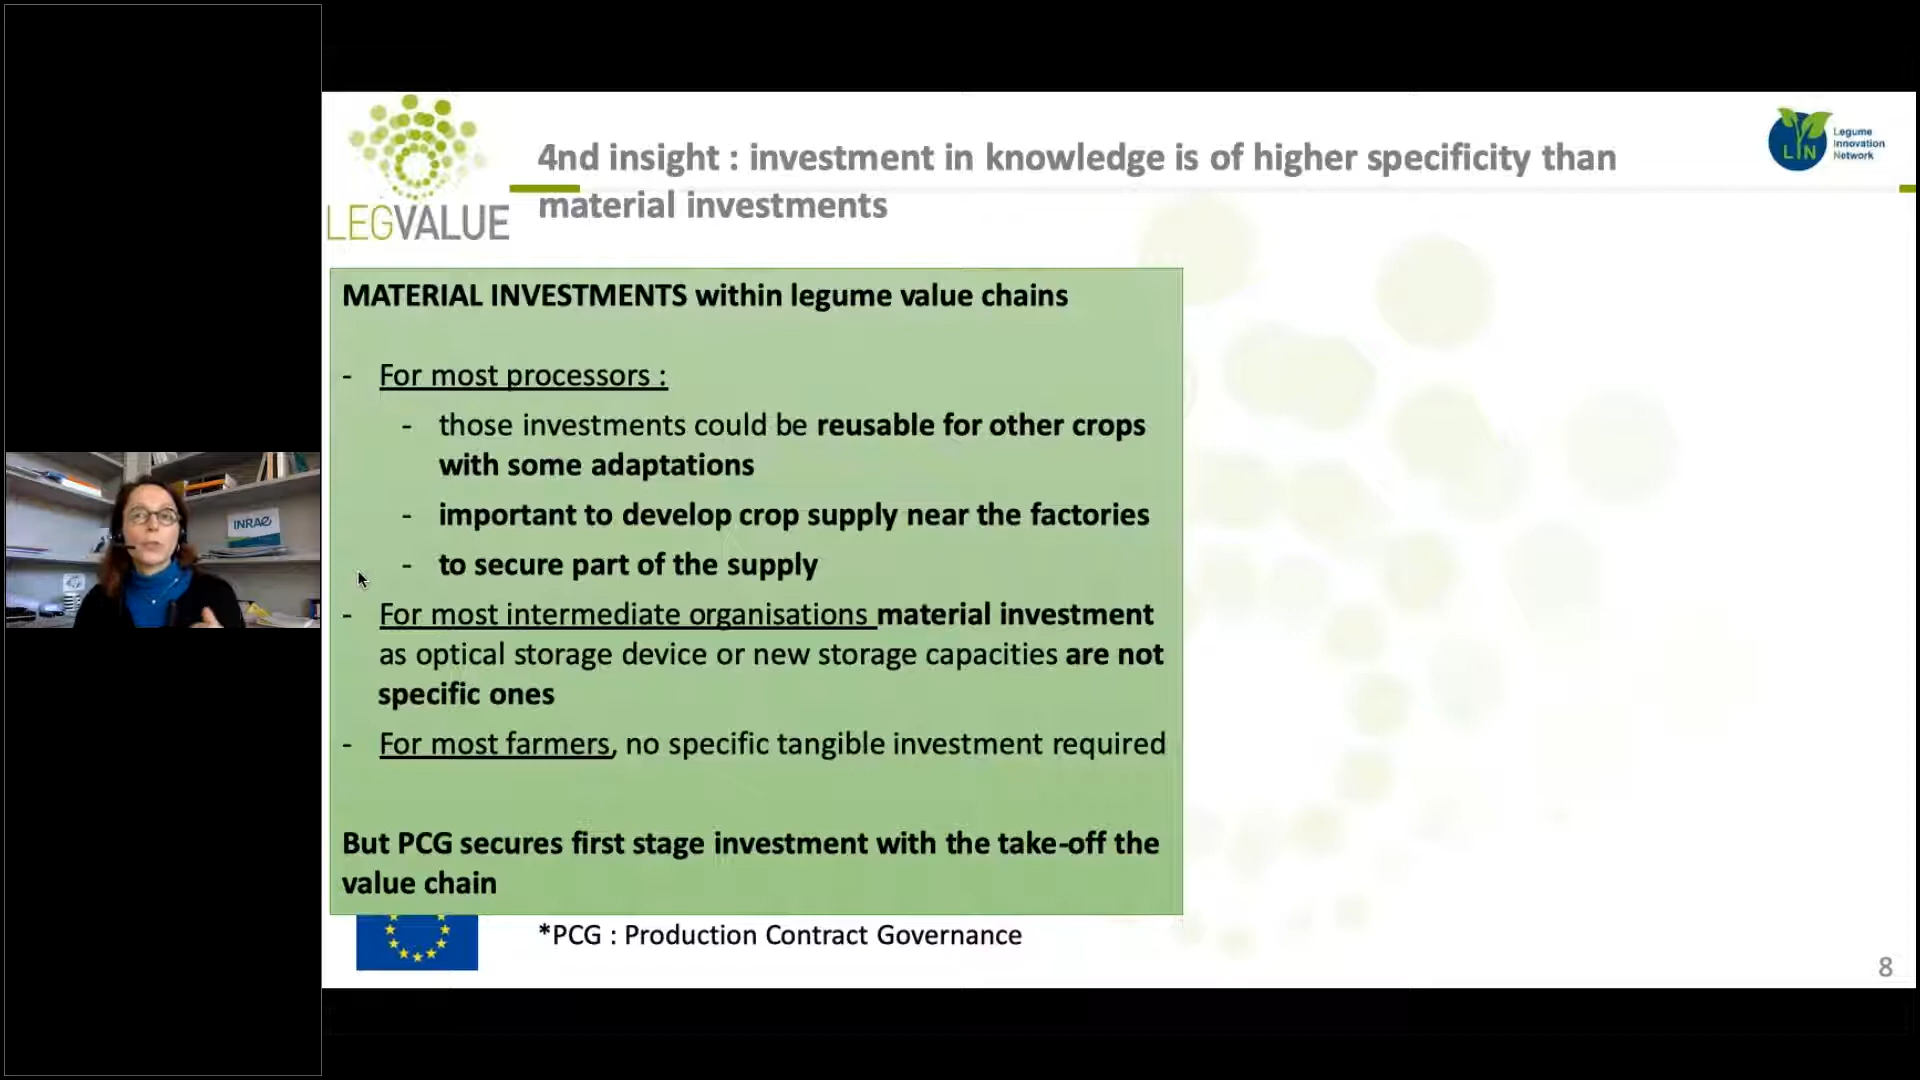 4nd insight : investment in knowledge is of higher specificity than
material investments
LEGVALUE
LIN
Legume
Innovation
Network
MATERIAL INVESTMENTS within legume value chains
- For most processors :
- those investments could be reusable for other crops
with some adaptations
- important to develop crop supply near the factories
- to secure part of the supply
- For most intermediate organisations material investment
as optical storage device or new storage capacities are not
specific ones
- For most farmers, no specific tangible investment required
But PCG secures first stage investment with the take-off the
value chain
*PCG : Production Contract Governance
8
INRAE